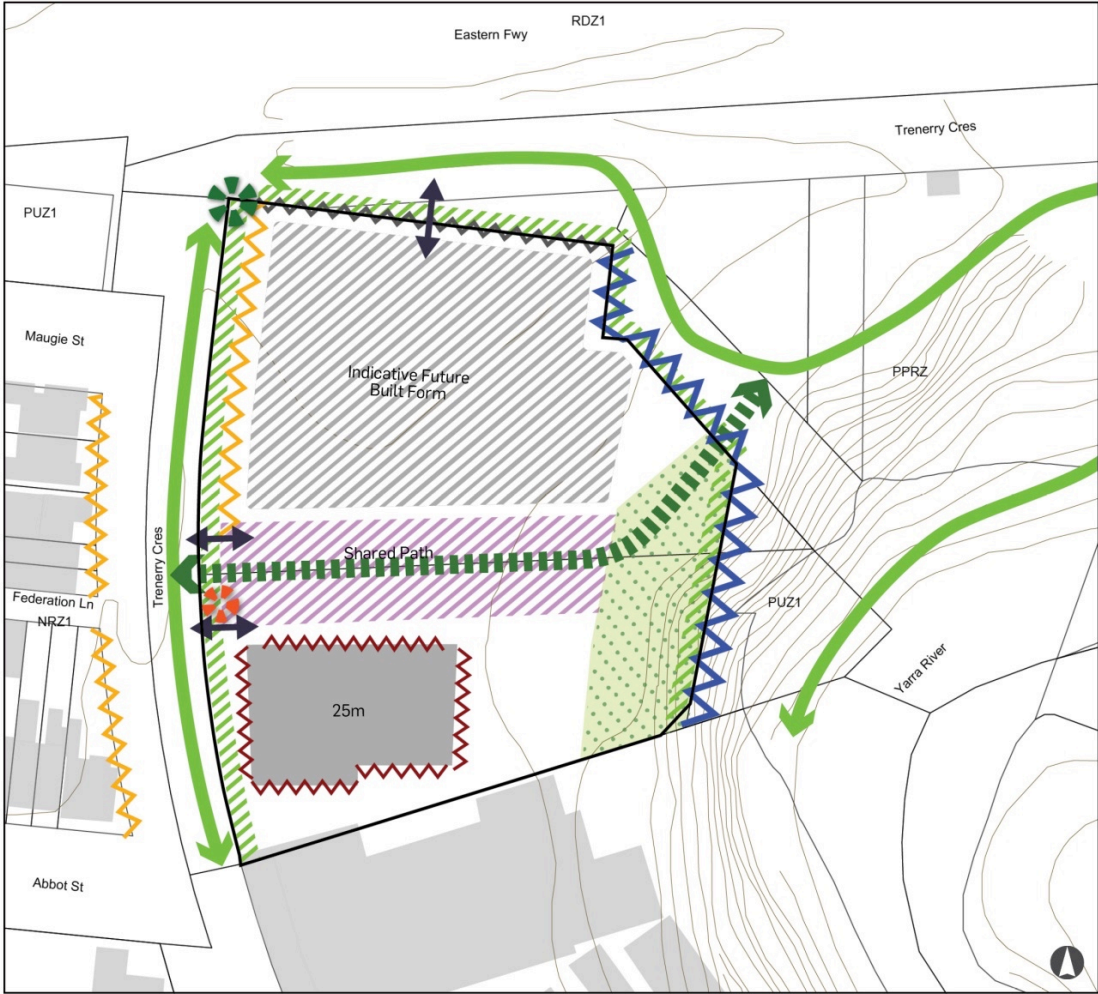 RDZ1
Eastern Fwy
Trenerry Cres
PUZ1
Maugie St
Indicative Future
Built Form
PPRZ
Trenerry Cres
Shared Path
Federation Ln
NRZ1
PUZ1
Yarra River
25m
Abbot St